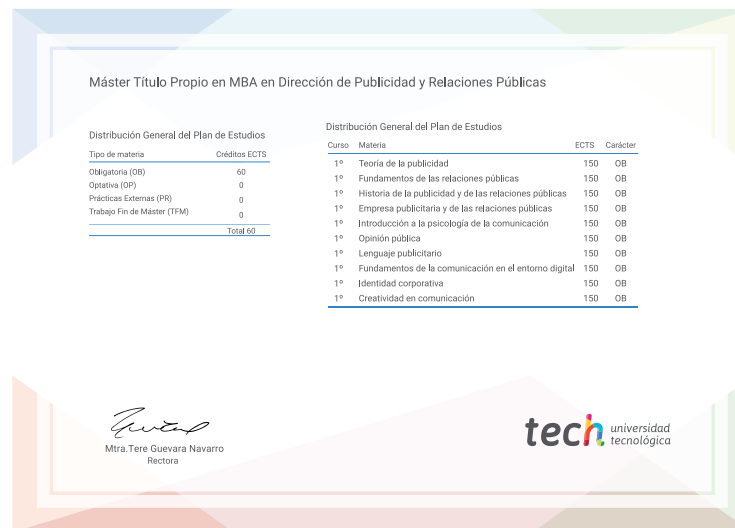 Máster Título Propio en MBA en Dirección de Publicidad y Relaciones Públicas
Distribución General del Plan de Estudios
Tipo de materia Créditos ECTS
Obligatoria (OB) 60
Optativa (OP) 0
Prácticas Externas (PR) 0
Trabajo Fin de Máster (TFM) 0
Total 60
Distribución General del Plan de Estudios
Curso Materia ECTS Carácter
1º Teoría de la publicidad 150 OB
1º Fundamentos de las relaciones públicas 150 OB
1º Historia de la publicidad y de las relaciones públicas 150 OB
1º Empresa publicitaria y de las relaciones públicas 150 OB
1º Introducción a la psicología de la comunicación 150 OB
1º Opinión pública 150 OB
1º Lenguaje publicitario 150 OB
1º Fundamentos de la comunicación en el entorno digital 150 OB
1º Identidad corporativa 150 OB
1º Creatividad en comunicación 150 OB
Mtra.Tere Guevara Navarro
Rectora
tech universidad
tecnológica